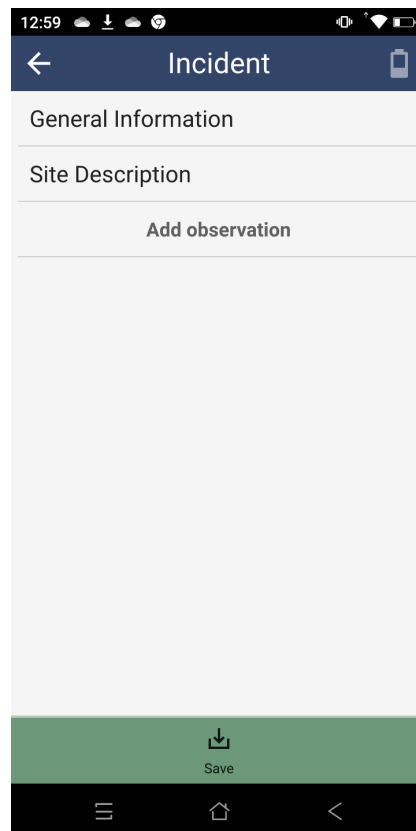 12:59
Incident
General Information
Site Description
Add observation
Save